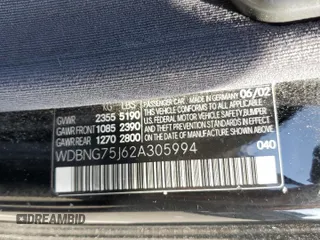 KG LBS MADE IN GERMANY 06/02
GVWR 2355 5190
GAWR FRONT 1085 2390
GAWR REAR 1270 2800
THIS VEHICLE CONFORMS TO ALL APPLICABLE
U.S. FEDERAL MOTOR VEHICLE SAFETY,
BUMPER, AND THEFT PREVENTION STANDARDS
IN EFFECT ON THE DATE OF MANUFACTURE
SHOWN ABOVE.
WDBNG75J62A305994 040
DREAMBID
.COM.UA